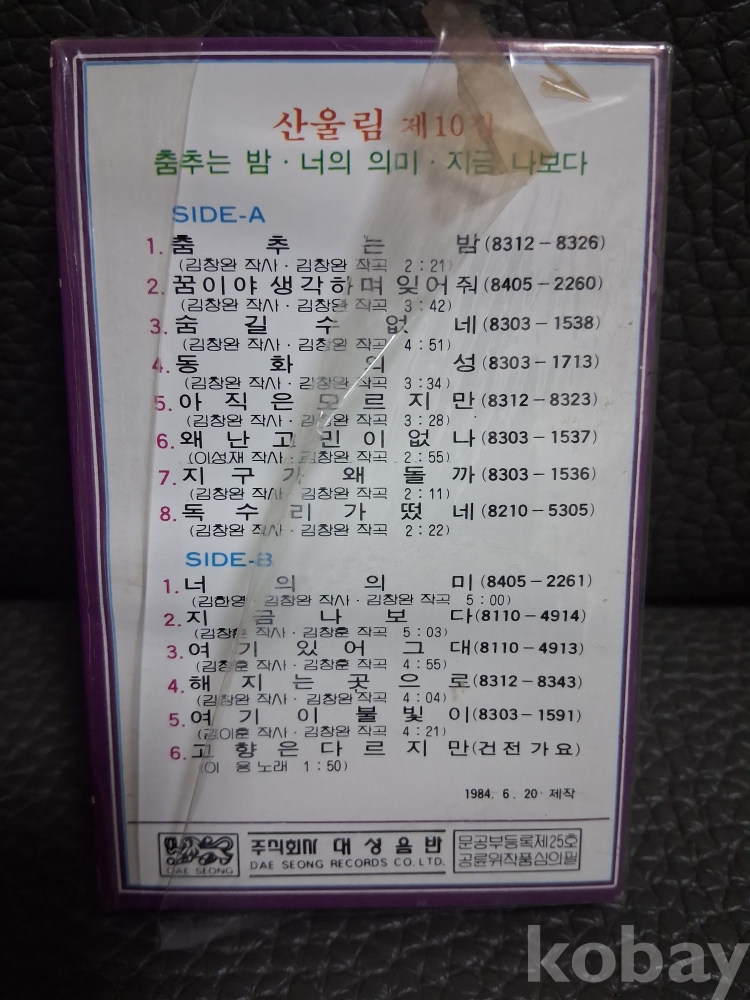 산울림 제10집
춤추는 밤 · 너의 의미 · 지금 나보다
SIDE-A
1. 춤추는밤 (8312-8326)
(김창완 작사 · 김창완 작곡 2:21)
2. 꿈이야생각하며잊어줘 (8405-2260)
(김창완 작사 · 김창완 작곡 3:42)
3. 숨길수없네 (8303-1538)
(김창완 작사 · 김창완 작곡 4:51)
4. 동화의성 (8303-1713)
(김창완 작사 · 김창완 작곡 3:34)
5. 아직은모르지만 (8312-8323)
(김창완 작사 · 김창완 작곡 3:28)
6. 왜난고민이없나 (8303-1537)
(이성재 작사 · 김창완 작곡 2:55)
7. 지구가왜돌까 (8303-1536)
(김창완 작사 · 김창완 작곡 2:11)
8. 독수리가떴네 (8210-5305)
(김창완 작사 · 김창완 작곡 2:22)
SIDE-B
1. 너의의미 (8405-2261)
(김한영 · 김창완 작사 · 김창완 작곡 5:00)
2. 지금나보다 (8110-4914)
(김창훈 작사 · 김창훈 작곡 5:03)
3. 여기있어그대 (8110-4913)
(김창훈 작사 · 김창훈 작곡 4:55)
4. 해지는곳으로 (8312-8343)
(김창완 작사 · 김창완 작곡 4:04)
5. 여기이불빛이 (8303-1591)
(김이훈 작사 · 김창완 작곡 4:21)
6. 고향은다르지만 (건전가요)
(이 용 노래 1:50)
1984. 6. 20 제작
DAE SEONG
주식회사 대성음반
DAE SEONG RECORDS CO. LTD.
문공부등록제25호
공륜위작품심의필
kobay